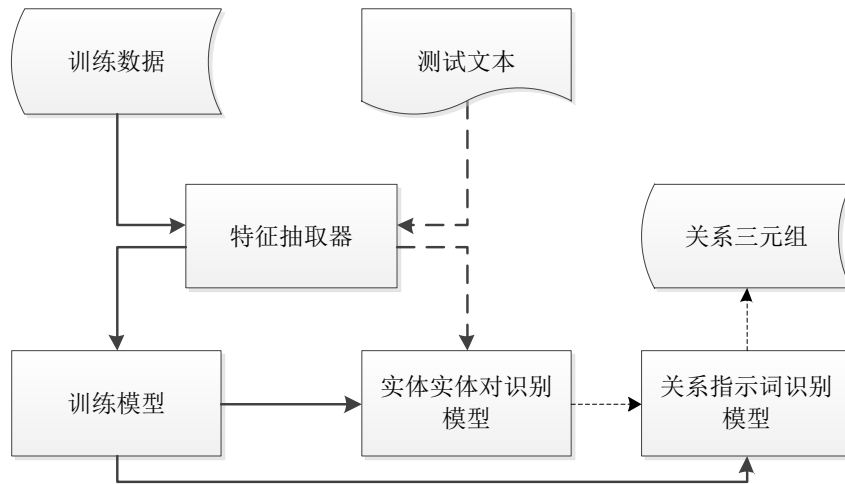 训练数据
测试文本
特征抽取器
关系三元组
训练模型
实体实体对识别
模型
关系指示词识别
模型